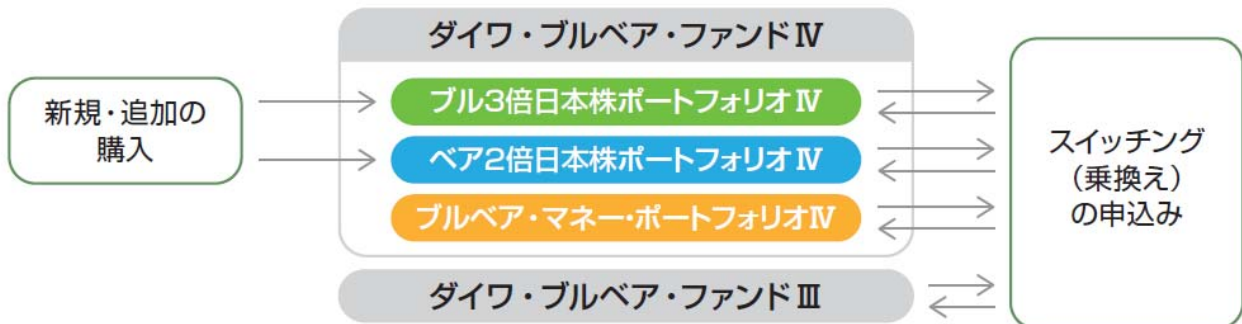 ダイワ・ブルベア・ファンドⅣ
新規・追加の
購入
ブル3倍日本株ポートフォリオⅣ
ベア2倍日本株ポートフォリオⅣ
ブルベア・マネー・ポートフォリオⅣ
スイッチング
（乗換え）
の申込み
ダイワ・ブルベア・ファンドⅢ